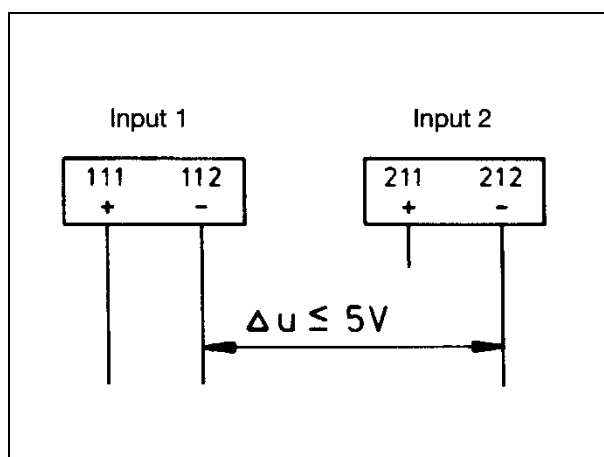 Input 1 Input 2
111 112 211 212
+ - + -
Δu ≤ 5V